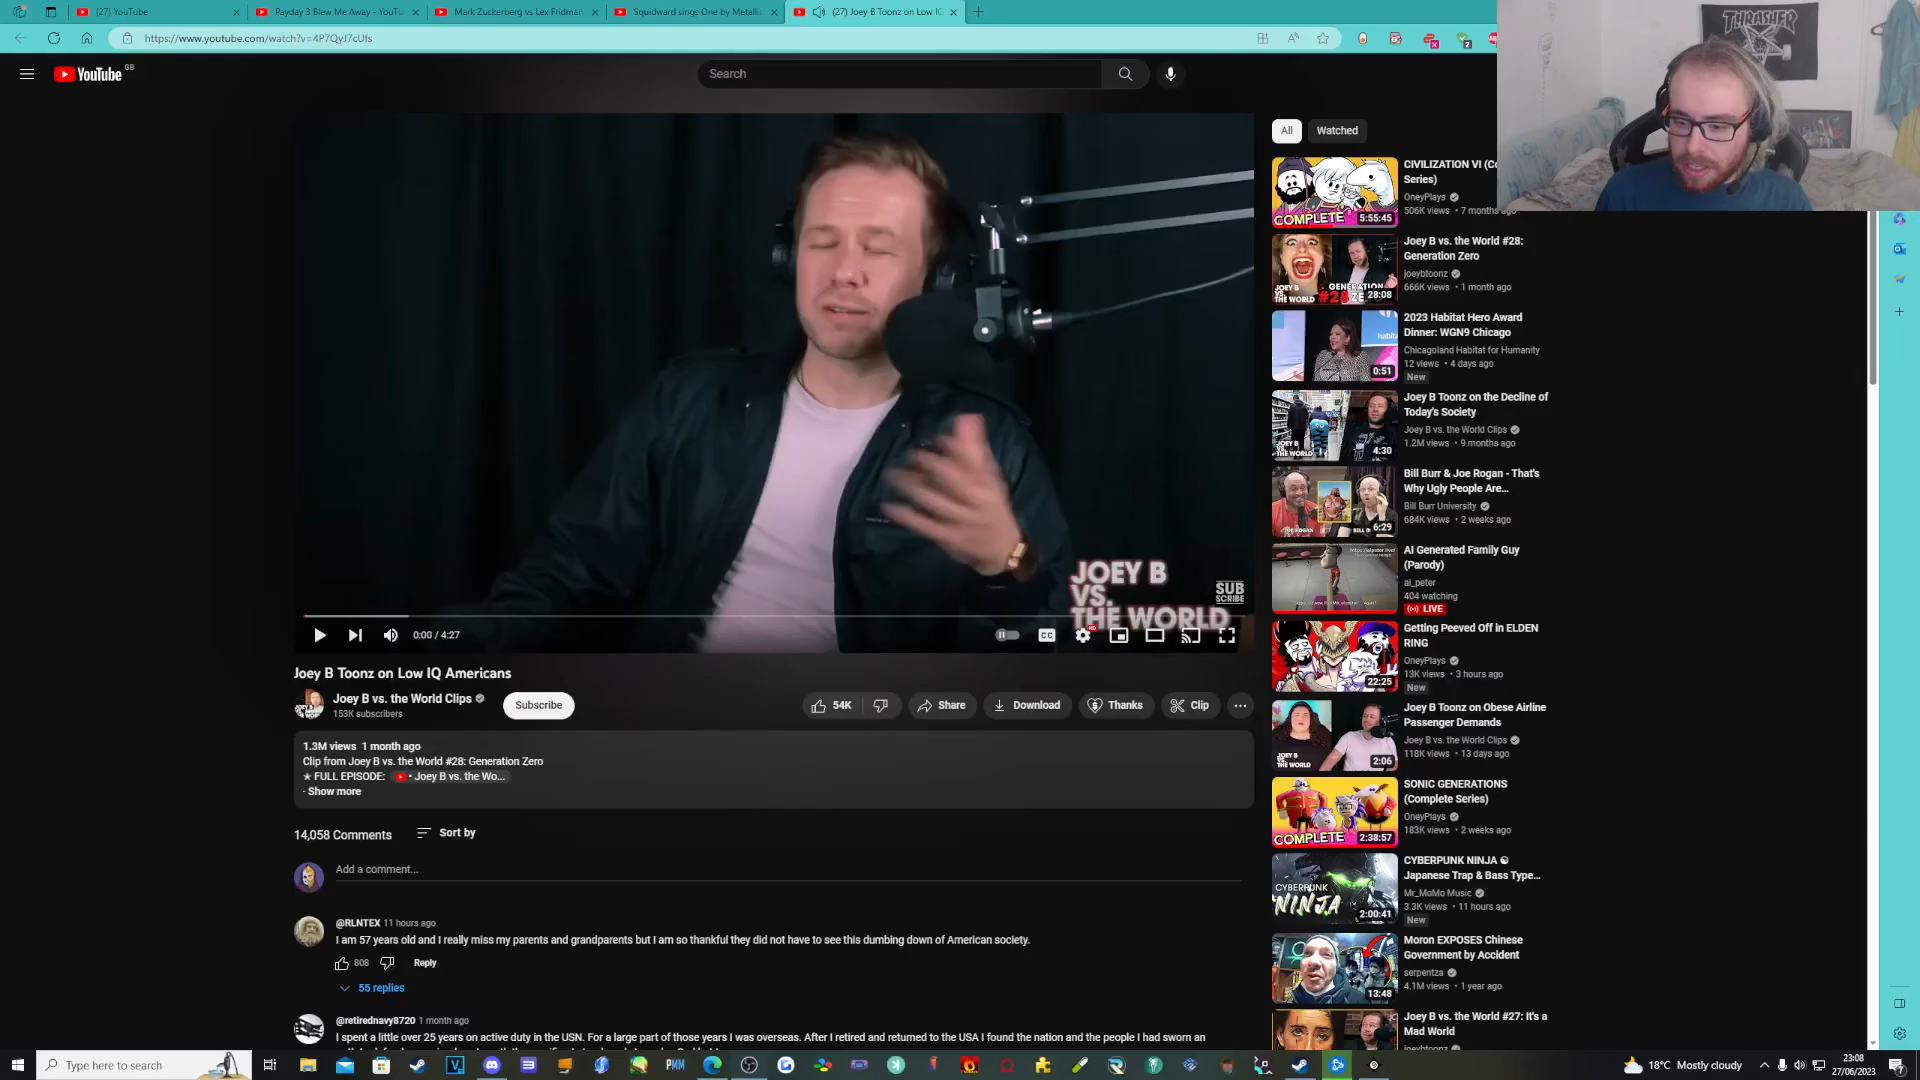 (27) YouTube
Payday 3 Blew Me Away - YouTu
Mark Zuckerberg vs Lex Fridman
Squidward sings One by Metallic
(27) Joey B Toonz on Low IQ
https://www.youtube.com/watch?v=4P7QyJ7cUfs
YouTube GB
Search
THRASHER
All
Watched
CIVILIZATION VI (Co
Series)
OneyPlays
506K views • 7 months ago
COMPLETE
5:55:45
Joey B vs. the World #28:
Generation Zero
joeybtoonz
666K views • 1 month ago
JOEY B
VS.
THE WORLD
GENERATION
#28
28:08
2023 Habitat Hero Award
Dinner: WGN9 Chicago
Chicagoland Habitat for Humanity
12 views • 4 days ago
New
0:51
Joey B Toonz on the Decline of
Today's Society
Joey B vs. the World Clips
1.2M views • 9 months ago
4:30
Bill Burr & Joe Rogan - That's
Why Ugly People Are...
Bill Burr University
684K views • 2 weeks ago
6:29
AI Generated Family Guy
(Parody)
ai_peter
404 watching
LIVE
Getting Peeved Off in ELDEN
RING
OneyPlays
13K views • 3 hours ago
New
22:25
Joey B Toonz on Obese Airline
Passenger Demands
Joey B vs. the World Clips
118K views • 13 days ago
2:06
SONIC GENERATIONS
(Complete Series)
OneyPlays
183K views • 2 weeks ago
COMPLETE
2:38:57
CYBERPUNK NINJA
Japanese Trap & Bass Type...
Mr_MoMo Music
3.3K views • 11 hours ago
New
CYBERPUNK
NINJA
2:00:41
Moron EXPOSES Chinese
Government by Accident
serpentza
4.1M views • 1 year ago
13:48
Joey B vs. the World #27: It's a
Mad World
joeybtoonz
JOEY B
VS.
THE WORLD
SUB
SCRIBE
0:00 / 4:27
CC
HD
Joey B Toonz on Low IQ Americans
Joey B vs. the World Clips
153K subscribers
Subscribe
54K
Share
Download
Thanks
Clip
1.3M views 1 month ago
Clip from Joey B vs. the World #28: Generation Zero
★ FULL EPISODE: • Joey B vs. the Wo...
- Show more
14,058 Comments
Sort by
Add a comment...
@RLNTEX 11 hours ago
I am 57 years old and I really miss my parents and grandparents but I am so thankful they did not have to see this dumbing down of American society.
808
Reply
55 replies
@retirednavy8720 1 month ago
I spent a little over 25 years on active duty in the USN. For a large part of those years I was overseas. After I retired and returned to the USA I found the nation and the people I had sworn an
Type here to search
PMM
18°C Mostly cloudy
23:08
27/06/2023